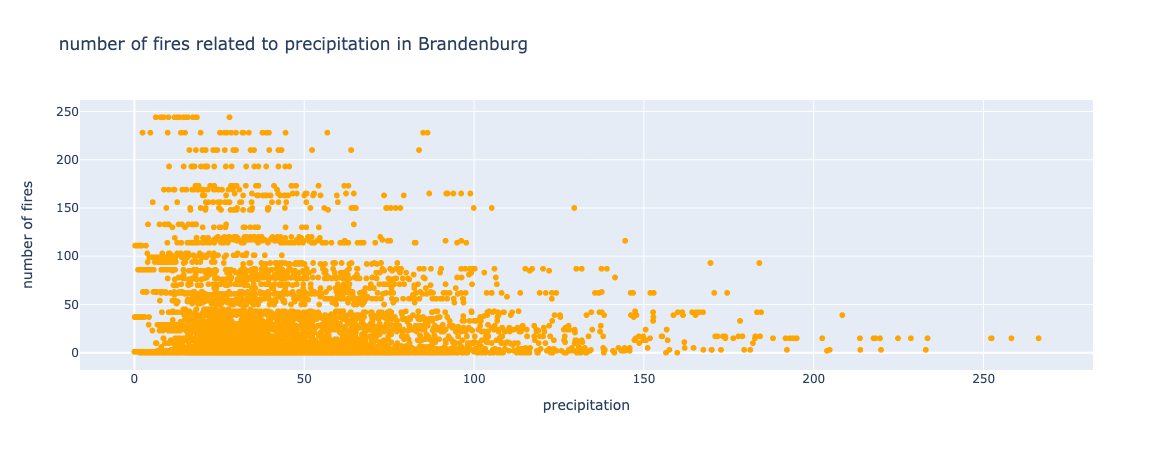 number of fires related to precipitation in Brandenburg
250
200
150
100
50
0
number of fires
0 50 100 150 200 250
precipitation